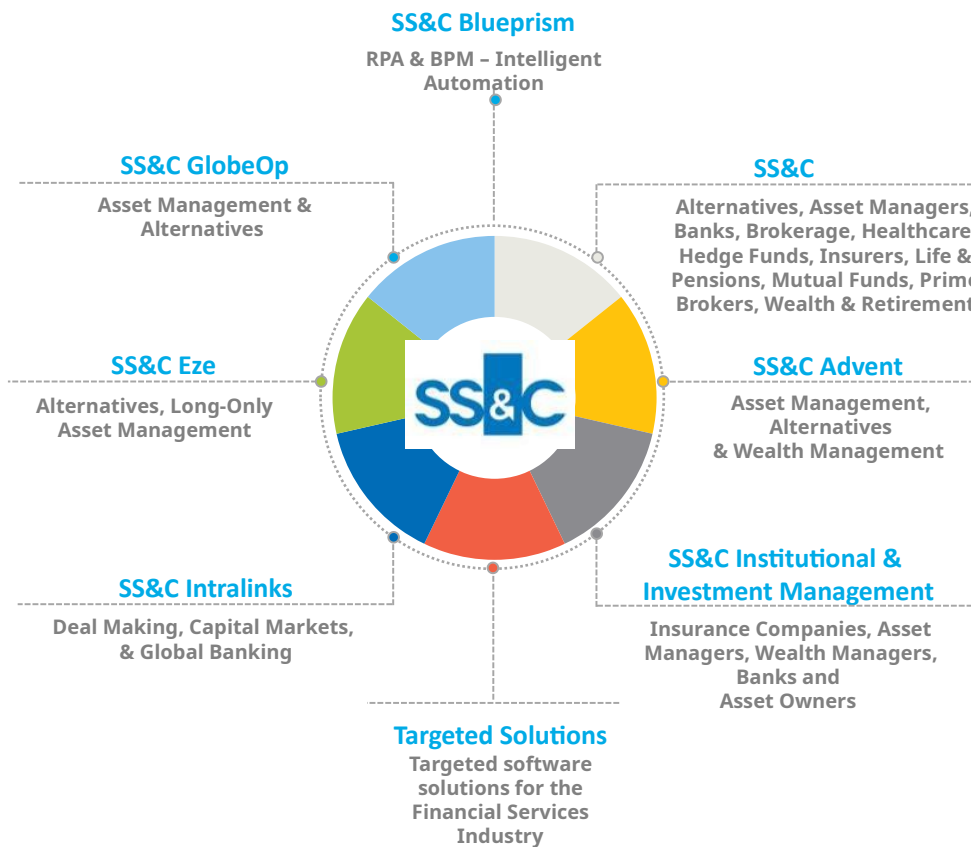 SS&C Blueprism
RPA & BPM – Intelligent
Automation
SS&C GlobeOp
Asset Management &
Alternatives
SS&C
Alternatives, Asset Managers,
Banks, Brokerage, Healthcare
Hedge Funds, Insurers, Life &
Pensions, Mutual Funds, Prime
Brokers, Wealth & Retirement
SS&C Eze
Alternatives, Long-Only
Asset Management
SS&C
SS&C Advent
Asset Management,
Alternatives
& Wealth Management
SS&C Intralinks
Deal Making, Capital Markets,
& Global Banking
SS&C Institutional &
Investment Management
Insurance Companies, Asset
Managers, Wealth Managers,
Banks and
Asset Owners
Targeted Solutions
Targeted software
solutions for the
Financial Services
Industry